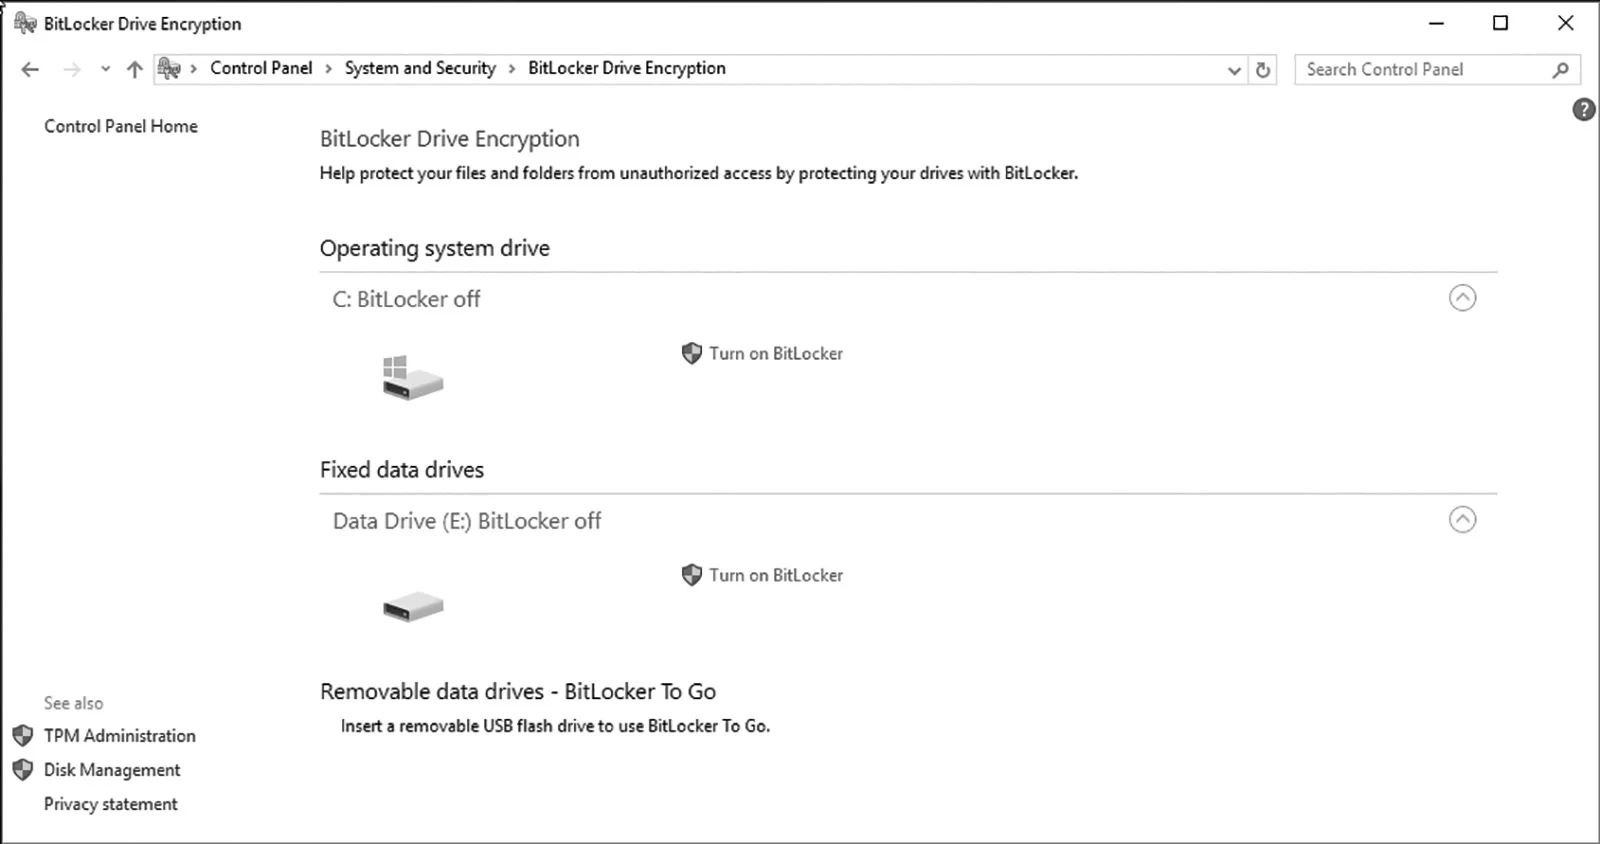 BitLocker Drive Encryption
Control Panel > System and Security > BitLocker Drive Encryption
Search Control Panel
?
Control Panel Home
BitLocker Drive Encryption
Help protect your files and folders from unauthorized access by protecting your drives with BitLocker.
Operating system drive
C: BitLocker off
Turn on BitLocker
Fixed data drives
Data Drive (E:) BitLocker off
Turn on BitLocker
Removable data drives - BitLocker To Go
Insert a removable USB flash drive to use BitLocker To Go.
See also
TPM Administration
Disk Management
Privacy statement